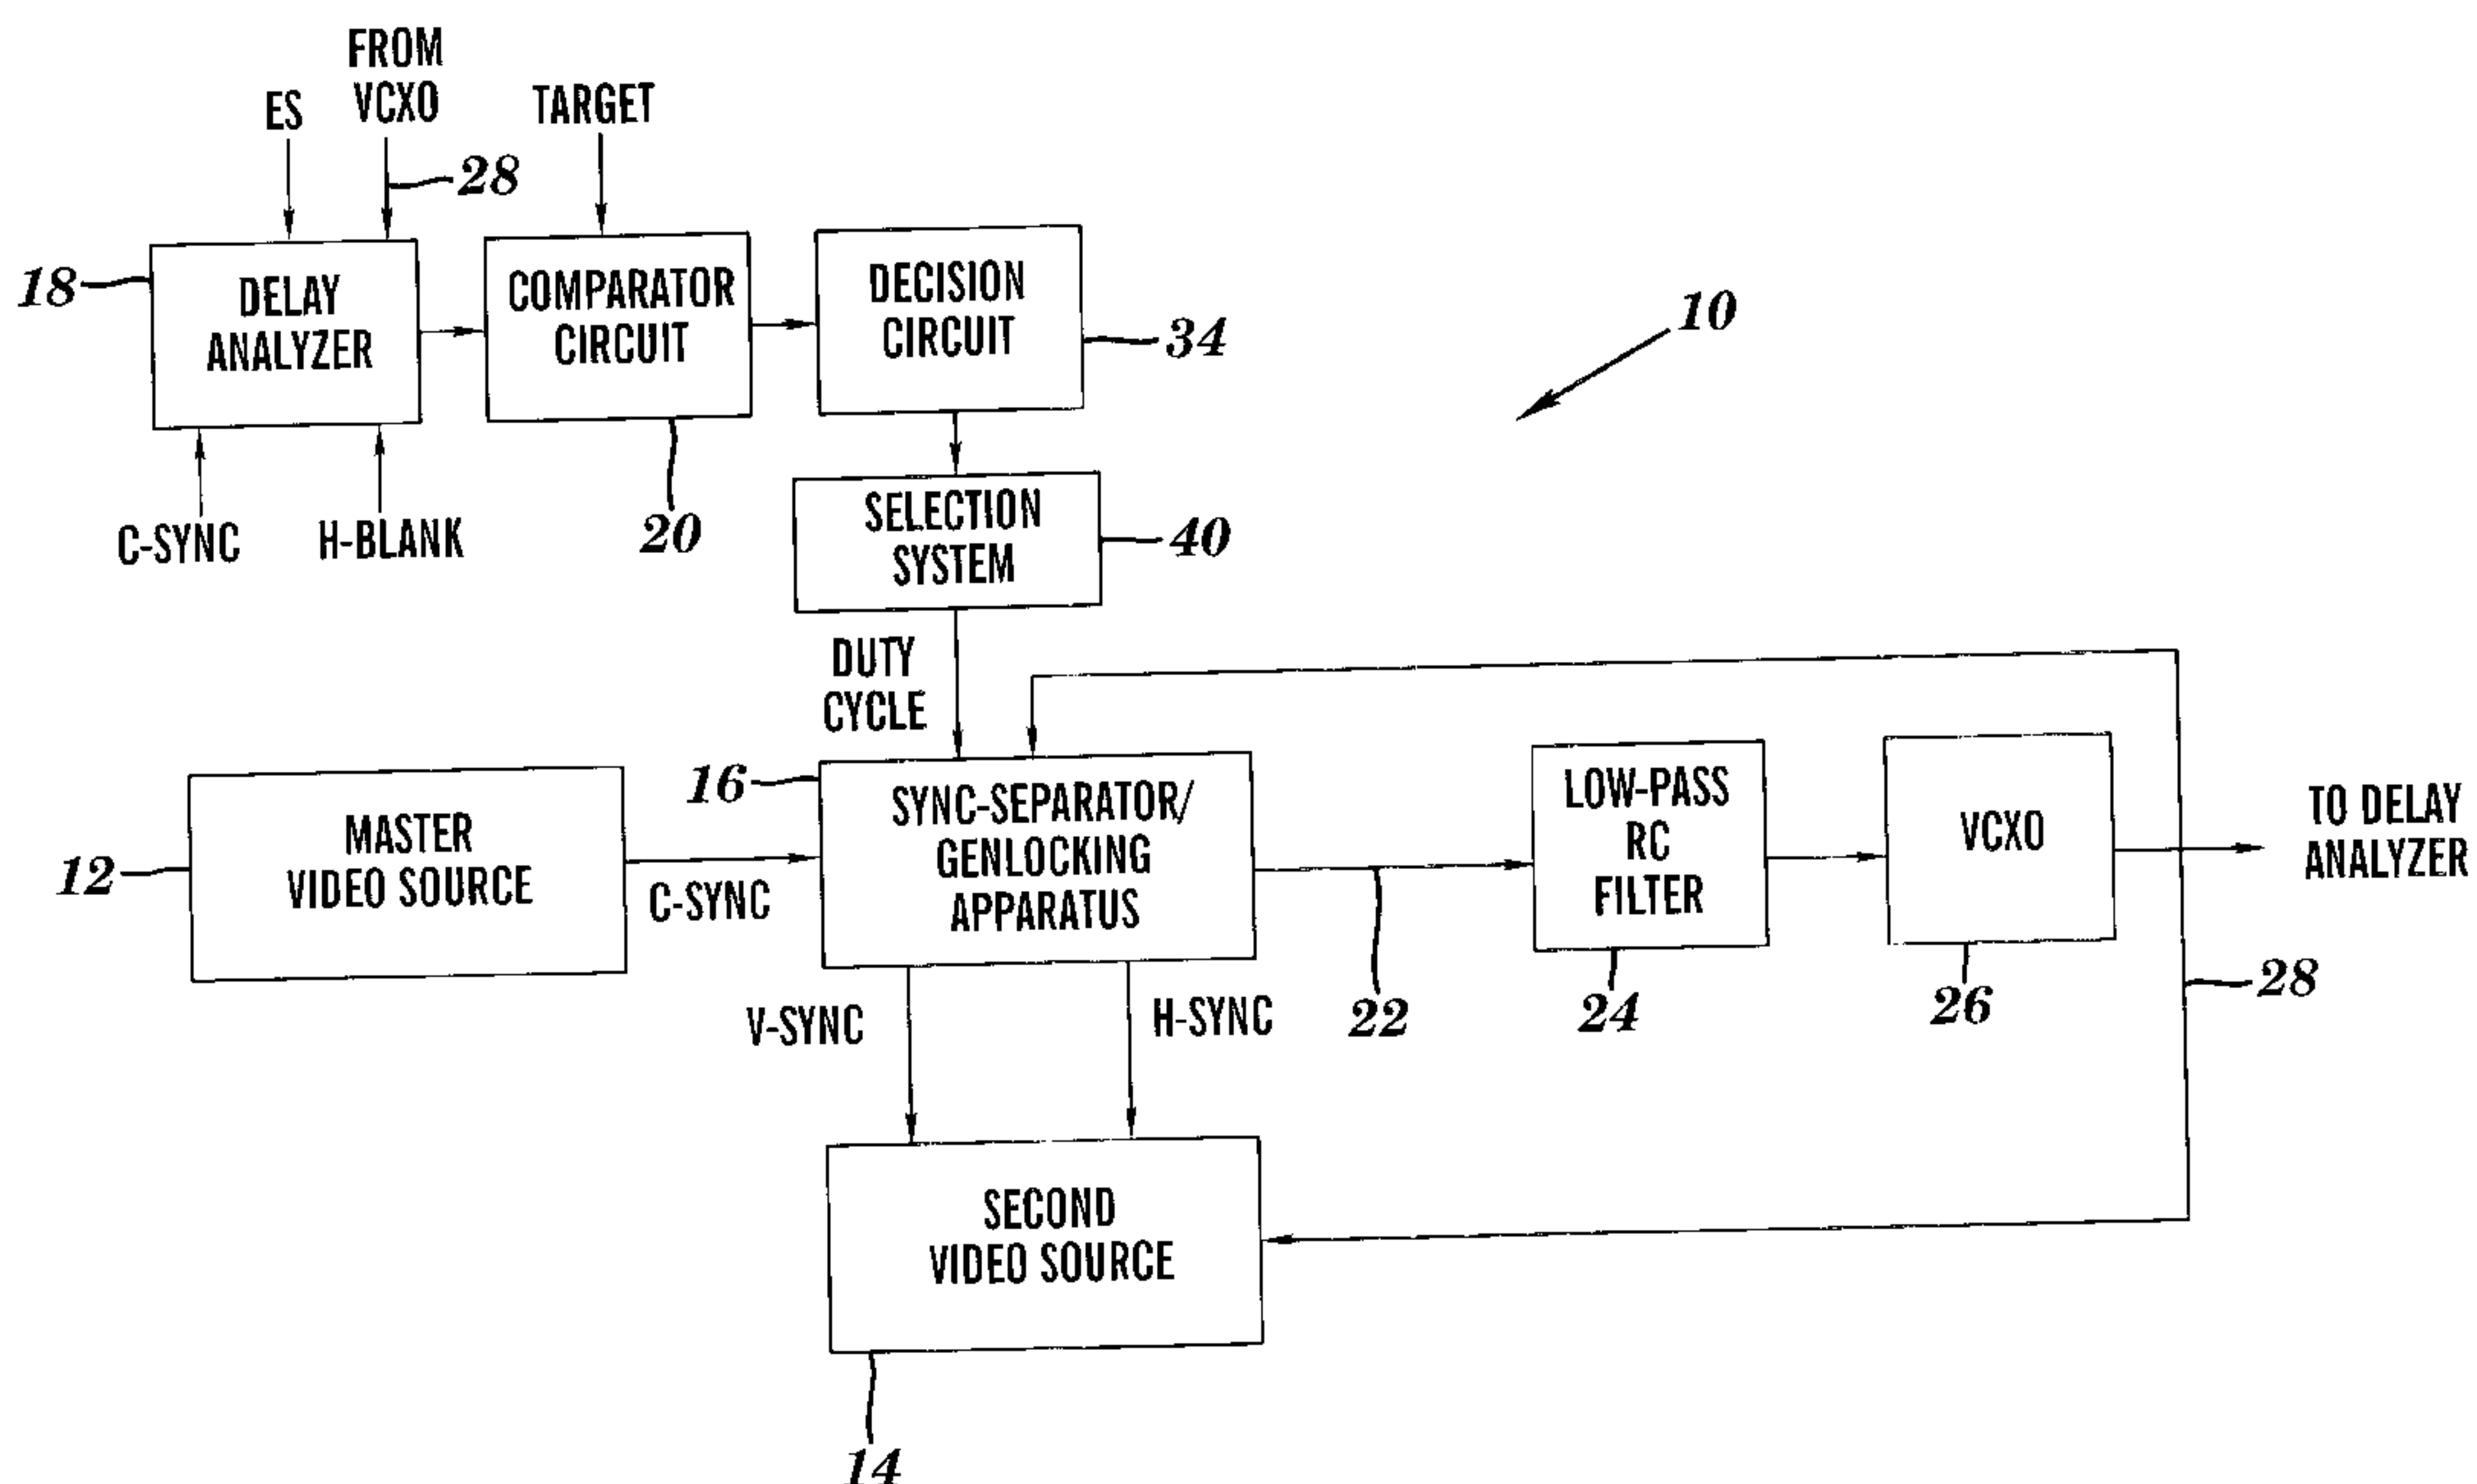 FROM
VCXO
ES
TARGET
28
18
DELAY
ANALYZER
COMPARATOR
CIRCUIT
DECISION
CIRCUIT
34
10
C-SYNC
H-BLANK
20
SELECTION
SYSTEM
40
DUTY
CYCLE
16
12
MASTER
VIDEO SOURCE
C-SYNC
SYNC-SEPARATOR/
GENLOCKING
APPARATUS
LOW-PASS
RC
FILTER
VCXO
TO DELAY
ANALYZER
V-SYNC
H-SYNC
22
24
26
28
SECOND
VIDEO SOURCE
14